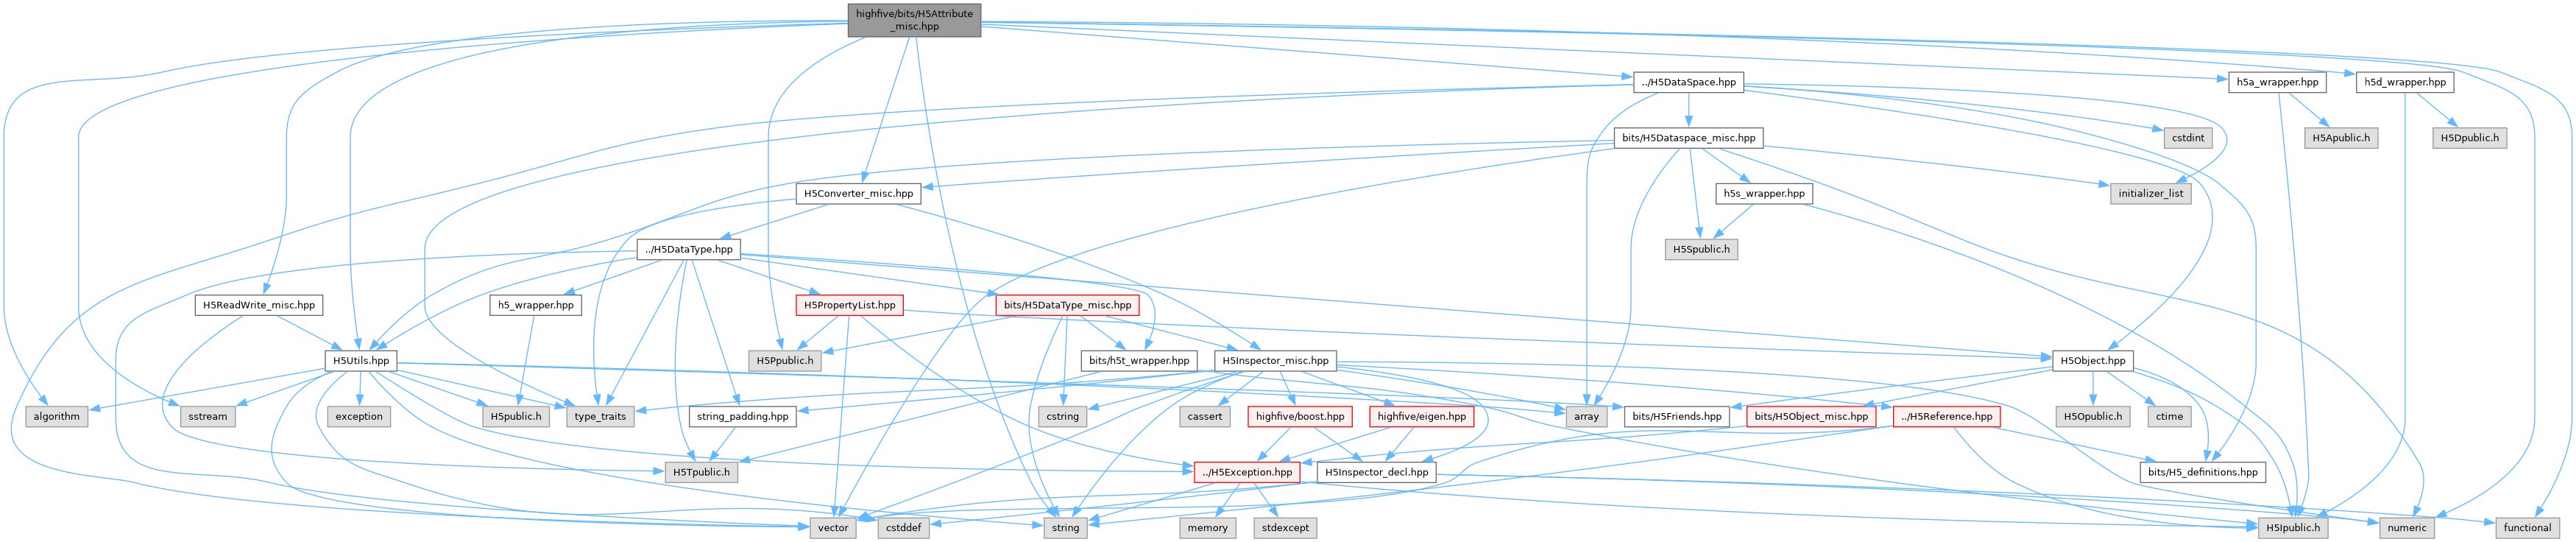 highfive/bits/H5Attribute
_misc.hpp
../H5DataSpace.hpp
h5a_wrapper.hpp
h5d_wrapper.hpp
bits/H5Dataspace_misc.hpp
cstdint
H5Apublic.h
H5Dpublic.h
H5Converter_misc.hpp
h5s_wrapper.hpp
initializer_list
../H5DataType.hpp
H5Spublic.h
H5ReadWrite_misc.hpp
h5_wrapper.hpp
H5PropertyList.hpp
bits/H5DataType_misc.hpp
H5Utils.hpp
H5Ppublic.h
bits/h5t_wrapper.hpp
H5Inspector_misc.hpp
H5Object.hpp
algorithm
sstream
exception
H5public.h
type_traits
string_padding.hpp
cstring
cassert
highfive/boost.hpp
highfive/eigen.hpp
array
bits/H5Friends.hpp
bits/H5Object_misc.hpp
../H5Reference.hpp
H5Opublic.h
ctime
H5Tpublic.h
../H5Exception.hpp
H5Inspector_decl.hpp
bits/H5_definitions.hpp
vector
cstddef
string
memory
stdexcept
H5Ipublic.h
numeric
functional